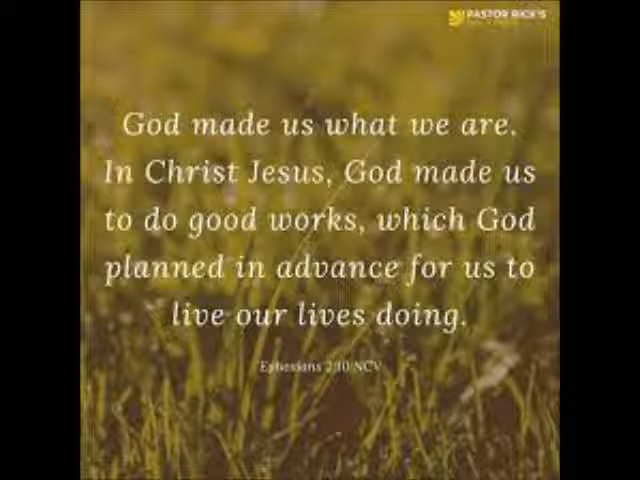 PASTOR RICK'S
God made us what we are.
In Christ Jesus, God made us
to do good works, which God
planned in advance for us to
live our lives doing.
Ephesians 2:10 NCV